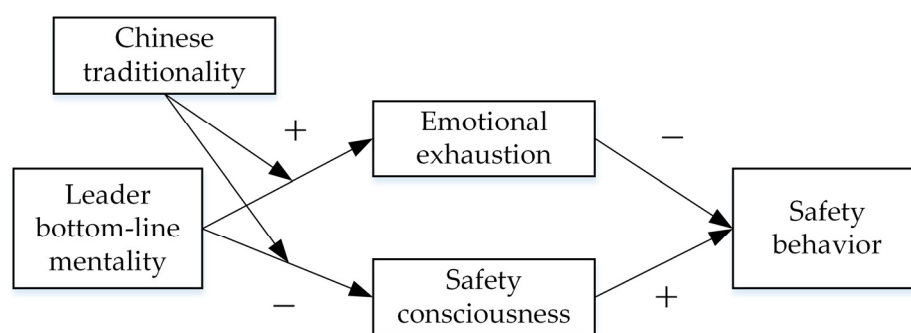 Chinese
traditionality
+
Emotional
exhaustion
−
Leader
bottom-line
mentality
Safety
behavior
−
Safety
consciousness
+